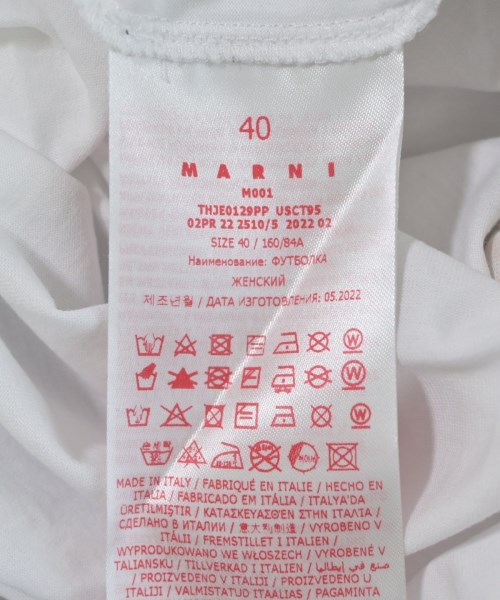 40
MARNI
M001
THJE0129PP USCT95
02PR 22 2510/5 2022 02
SIZE 40 / 160/84A
Наименование: ФУТБОЛКА
ЖЕНСКИЙ
제조년월 / ДАТА ИЗГОТОВЛЕНИЯ: 05.2022
MADE IN ITALY / FABRIQUÉ EN ITALIE / HECHO EN
ITALIA / FABRICADO EM ITÁLIA / ITALYA'DA
ÜRETILMIŞTIR / ΚΑΤΑΣΚΕΥΑΣΘΕΝ ΣΤΗΝ ΙΤΑΛΙΑ /
СДЕЛАНО В ИТАЛИИ / 意大利制造 / VYROBENO V
ITÁLII / FREMSTILLET I ITALIEN /
WYPRODUKOWANO WE WŁOSZECH / VYROBENÉ V
TALIANSKU / TILLVERKAD I ITALIEN / صنع في إيطاليا
/ PROIZVEDENO V ITALIJI / PROIZVEDENO U
ITALIJI / VALMISTATUD ITAALIAS / PAGAMINTA